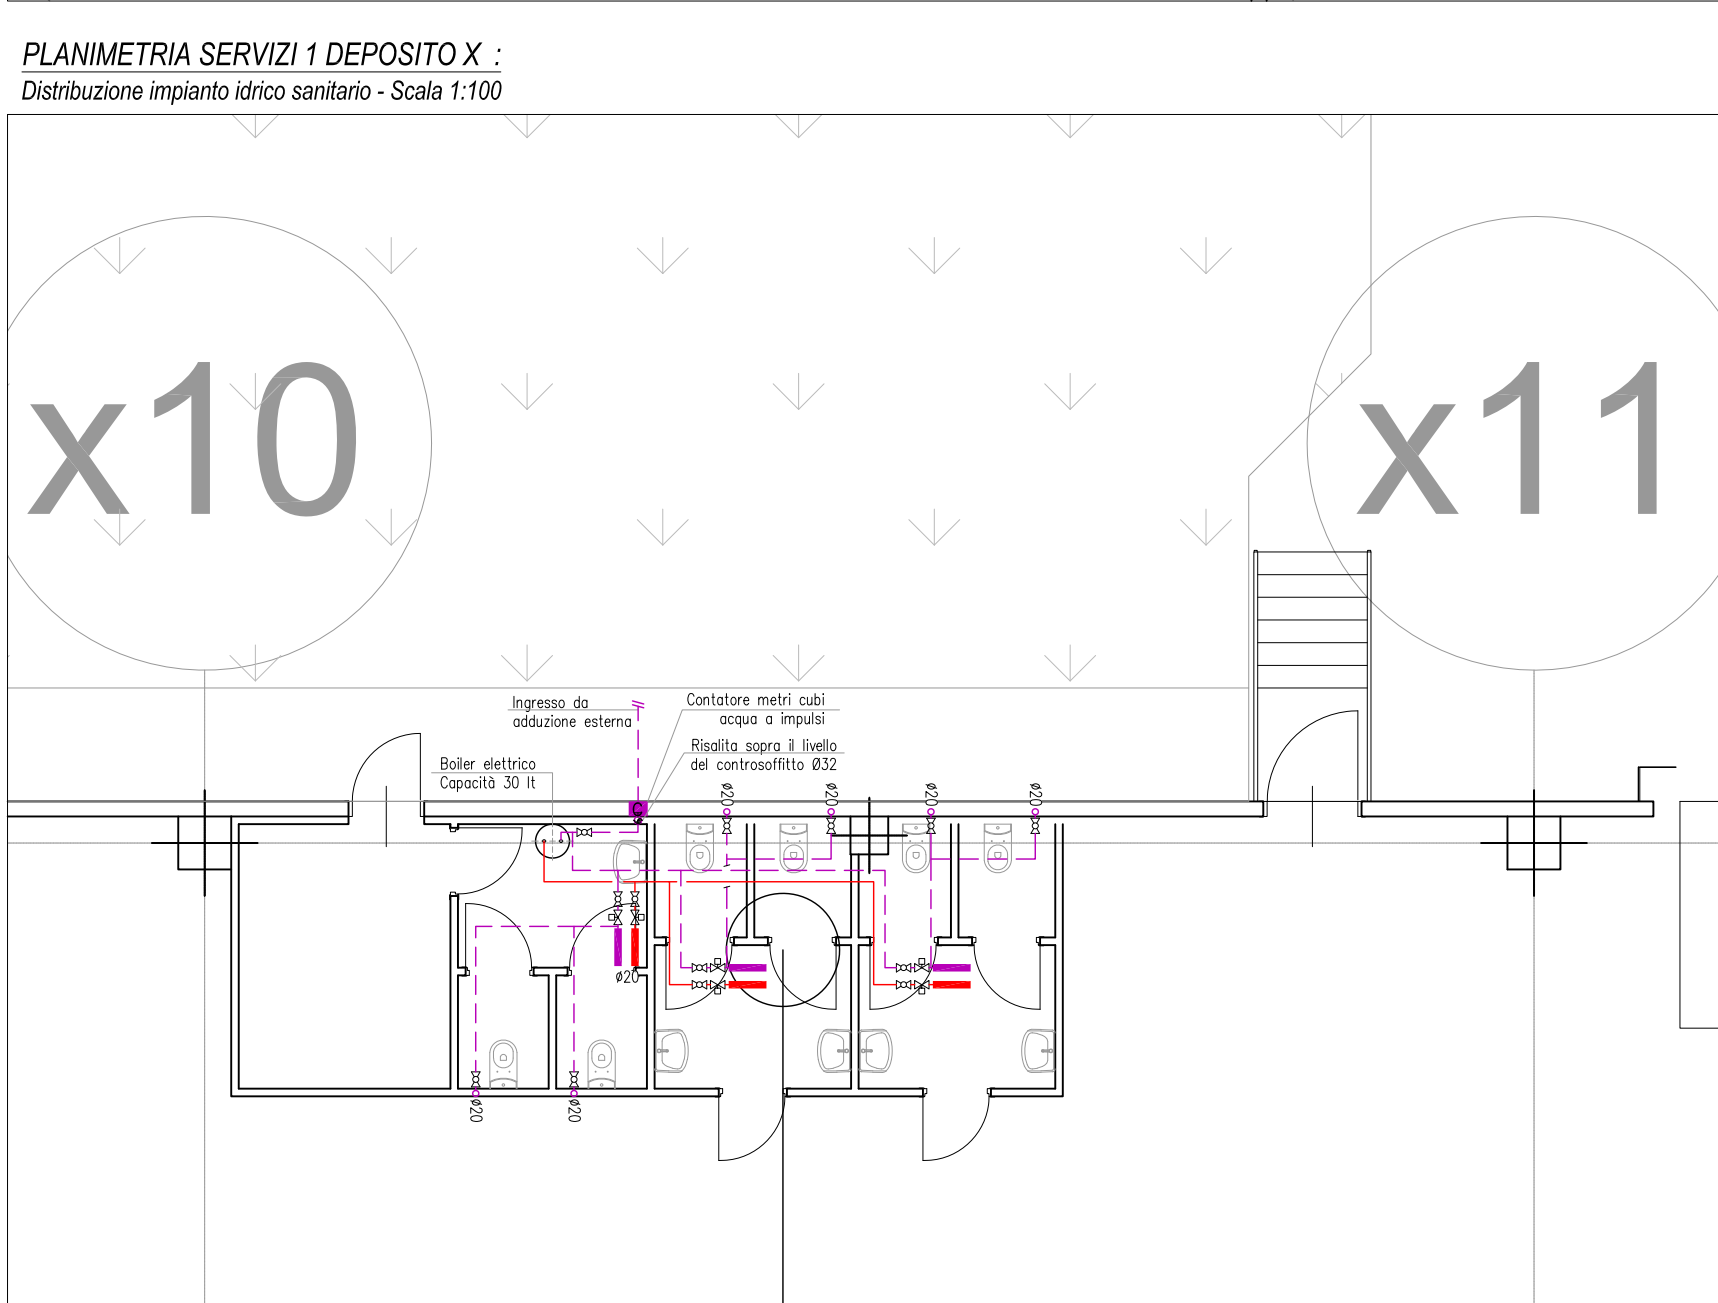 PLANIMETRIA SERVIZI 1 DEPOSITO X :
Distribuzione impianto idrico sanitario - Scala 1:100
x10
x11
Ingresso da
adduzione esterna
Contatore metri cubi
acqua a impulsi
Risalita sopra il livello
del controsoffitto Ø32
Boiler elettrico
Capacità 30 lt
ø20
ø20
ø20
ø20
ø20
ø20
ø20